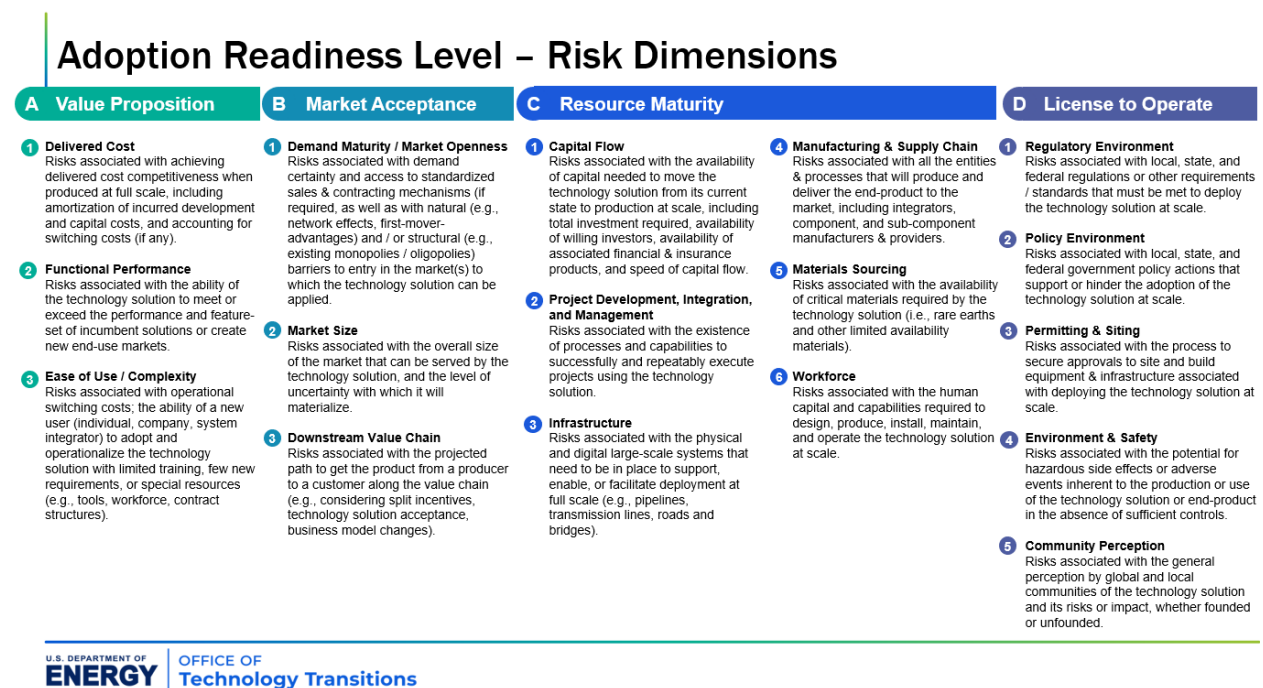 Adoption Readiness Level – Risk Dimensions
A Value Proposition
1 Delivered Cost
Risks associated with achieving
delivered cost competitiveness when
produced at full scale, including
amortization of incurred development
and capital costs, and accounting for
switching costs (if any).
2 Functional Performance
Risks associated with the ability of
the technology solution to meet or
exceed the performance and feature-
set of incumbent solutions or create
new end-use markets.
3 Ease of Use / Complexity
Risks associated with operational
switching costs; the ability of a new
user (individual, company, system
integrator) to adopt and
operationalize the technology
solution with limited training, few new
requirements, or special resources
(e.g., tools, workforce, contract
structures).
B Market Acceptance
1 Demand Maturity / Market Openness
Risks associated with demand
certainty and access to standardized
sales & contracting mechanisms (if
required, as well as with natural (e.g.,
network effects, first-mover-
advantages) and / or structural (e.g.,
existing monopolies / oligopolies)
barriers to entry in the market(s) to
which the technology solution can be
applied.
2 Market Size
Risks associated with the overall size
of the market that can be served by the
technology solution, and the level of
uncertainty with which it will
materialize.
3 Downstream Value Chain
Risks associated with the projected
path to get the product from a producer
to a customer along the value chain
(e.g., considering split incentives,
technology solution acceptance,
business model changes).
C Resource Maturity
1 Capital Flow
Risks associated with the availability
of capital needed to move the
technology solution from its current
state to production at scale, including
total investment required, availability
of willing investors, availability of
associated financial & insurance
products, and speed of capital flow.
2 Project Development, Integration,
and Management
Risks associated with the existence
of processes and capabilities to
successfully and repeatably execute
projects using the technology
solution.
3 Infrastructure
Risks associated with the physical
and digital large-scale systems that
need to be in place to support,
enable, or facilitate deployment at
full scale (e.g., pipelines,
transmission lines, roads and
bridges).
4 Manufacturing & Supply Chain
Risks associated with all the entities
& processes that will produce and
deliver the end-product to the
market, including integrators,
component, and sub-component
manufacturers & providers.
5 Materials Sourcing
Risks associated with the availability
of critical materials required by the
technology solution (i.e., rare earths
and other limited availability
materials).
6 Workforce
Risks associated with the human
capital and capabilities required to
design, produce, install, maintain,
and operate the technology solution
at scale.
D License to Operate
1 Regulatory Environment
Risks associated with local, state, and
federal regulations or other requirements
/ standards that must be met to deploy
the technology solution at scale.
2 Policy Environment
Risks associated with local, state, and
federal government policy actions that
support or hinder the adoption of the
technology solution at scale.
3 Permitting & Siting
Risks associated with the process to
secure approvals to site and build
equipment & infrastructure associated
with deploying the technology solution at
scale.
4 Environment & Safety
Risks associated with the potential for
hazardous side effects or adverse
events inherent to the production or use
of the technology solution or end-product
in the absence of sufficient controls.
5 Community Perception
Risks associated with the general
perception by global and local
communities of the technology solution
and its risks or impact, whether founded
or unfounded.
U.S. DEPARTMENT OF
ENERGY
OFFICE OF
Technology Transitions